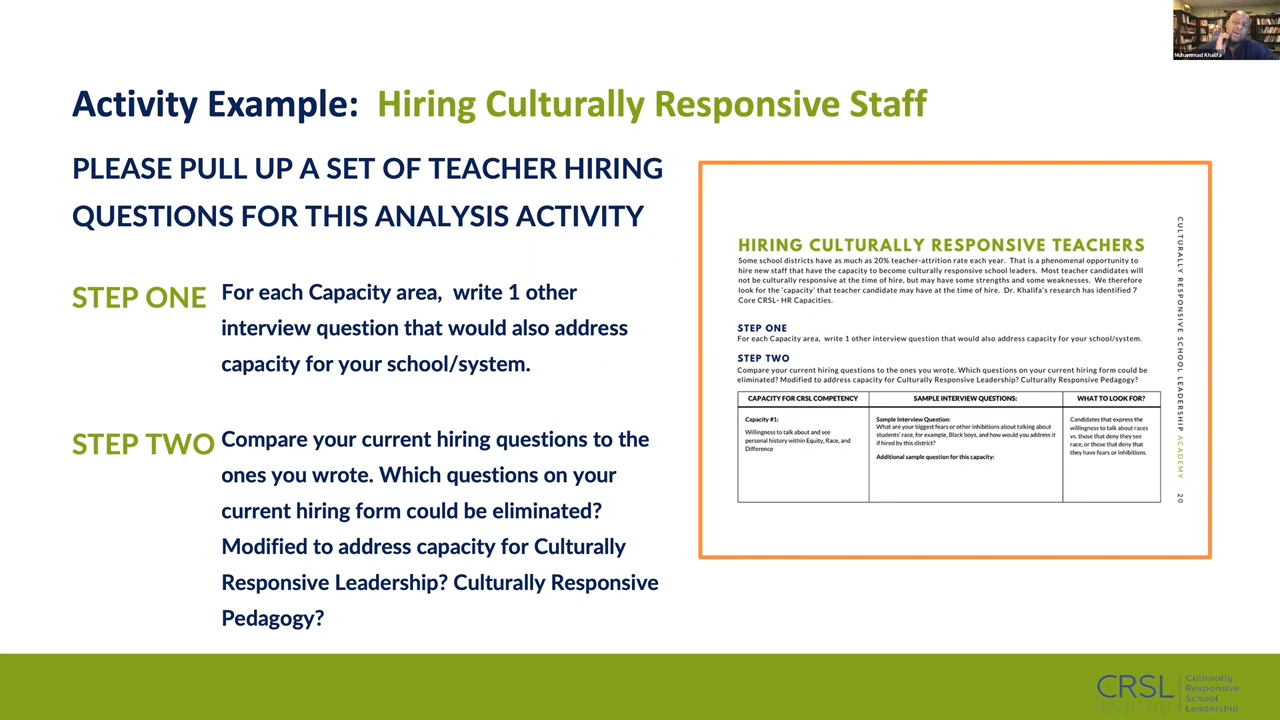 Muhammad Khalifa
Activity Example: Hiring Culturally Responsive Staff
PLEASE PULL UP A SET OF TEACHER HIRING
QUESTIONS FOR THIS ANALYSIS ACTIVITY
STEP ONE
For each Capacity area, write 1 other
interview question that would also address
capacity for your school/system.
STEP TWO
Compare your current hiring questions to the
ones you wrote. Which questions on your
current hiring form could be eliminated?
Modified to address capacity for Culturally
Responsive Leadership? Culturally Responsive
Pedagogy?
HIRING CULTURALLY RESPONSIVE TEACHERS
Some school districts have as much as 20% teacher-attrition rate each year. That is a phenomenal opportunity to
hire new staff that have the capacity to become culturally responsive school leaders. Most teacher candidates will
not be culturally responsive at the time of hire, but may have some strengths and some weaknesses. We therefore
look for the 'capacity' that teacher candidate may have at the time of hire. Dr. Khalifa's research has identified 7
Core CRSL- HR Capacities.
STEP ONE
For each Capacity area, write 1 other interview question that would also address capacity for your school/system.
STEP TWO
Compare your current hiring questions to the ones you wrote. Which questions on your current hiring form could be
eliminated? Modified to address capacity for Culturally Responsive Leadership? Culturally Responsive Pedagogy?
CAPACITY FOR CRSL COMPETENCY
SAMPLE INTERVIEW QUESTIONS:
WHAT TO LOOK FOR?
Capacity #1:
Willingness to talk about and see
personal history within Equity, Race, and
Difference
Sample Interview Question:
What are your biggest fears or other inhibitions about talking about
students' race, for example, Black boys, and how would you address it
if hired by this district?
Additional sample question for this capacity:
Candidates that express the
willingness to talk about races
vs. those that deny they see
race, or those that deny that
they have fears or inhibitions.
CULTURALLY RESPONSIVE SCHOOL LEADERSHIP ACADEMY 20
CRSL
Culturally
Responsive
School
Leadership